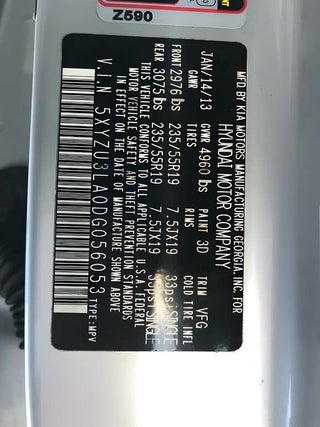 Z590
MFD.BY KIA MOTORS MANUFACTURING GEORGIA, INC. FOR
HYUNDAI MOTOR COMPANY
JAN/14/13 GVWR 4960 lbs PAINT 3D TRIM VFG
GAWR TIRES RIMS COLD TIRE INFL
FRONT 2976 lbs 235/55R19 7.5JX19 33psi SINGLE
REAR 3075 lbs 235/55R19 7.5JX19 33psi SINGLE
THIS VEHICLE CONFORMS TO ALL APPLICABLE U.S.A. FEDERAL
MOTOR VEHICLE SAFETY AND THEFT PREVENTION STANDARDS
IN EFFECT ON THE DATE OF MANUFACTURE SHOWN ABOVE
V.I.N 5XYZU3LA0DG056053 TYPE:MPV